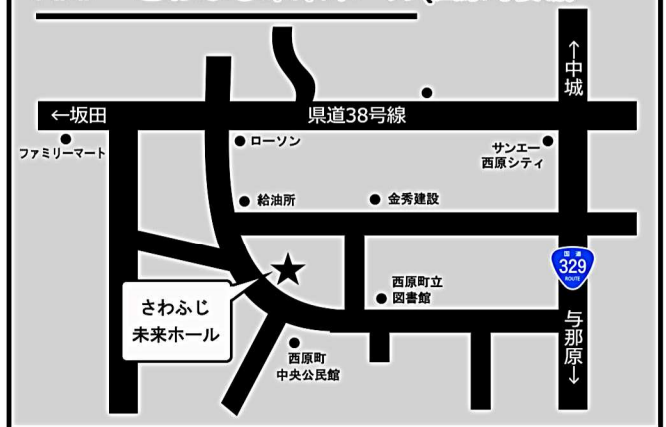 ←坂田
県道38号線
↑中城
ファミリーマート
ローソン
サンエー
西原シティ
給油所
金秀建設
国道
329
ROUTE
西原町立
図書館
さわふじ
未来ホール
与那原→
西原町
中央公民館